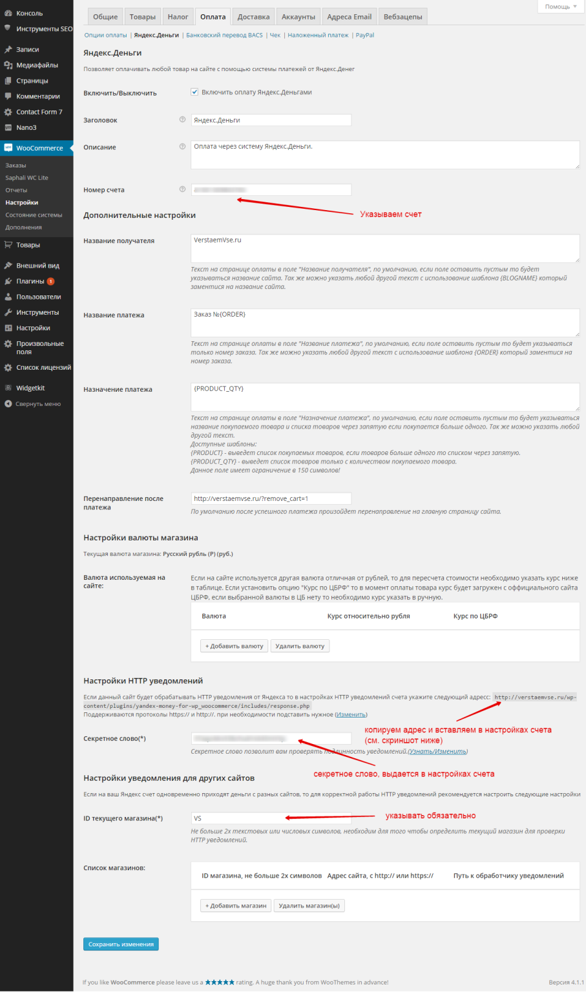 Помощь
Консоль
Инструменты SEO
Записи
Медиафайлы
Страницы
Комментарии
Contact Form 7
Nano3
WooCommerce
Заказы
Saphali WC Lite
Отчеты
Настройки
Состояние системы
Дополнения
Товары
Внешний вид
Плагины 1
Пользователи
Инструменты
Настройки
Произвольные
поля
Список лицензий
Widgetkit
Свернуть меню
Общие Товары Налог Оплата Доставка Аккаунты Адреса Email Вебзацепы
Опции оплаты | Яндекс.Деньги | Банковский перевод BACS | Чек | Наложенный платеж | PayPal
Яндекс.Деньги
Позволяет оплачивать любой товар на сайте с помощью системы платежей от Яндекс.Денег
Включить/Выключить
Включить оплату Яндекс.Деньгами
Заголовок
Яндекс.Деньги
Описание
Оплата через систему Яндекс.Деньги.
Номер счета
Указываем счет
Дополнительные настройки
Название получателя
VerstaemVse.ru
Текст на странице оплаты в поле "Название получателя", по умолчанию, если поле оставить пустым то будет
указываться название сайта. Так же можно указать любой другой текст с использование шаблона {BLOGNAME} который
заментися на название сайта.
Название платежа
Заказ №{ORDER}
Текст на странице оплаты в поле "Название платежа", по умолчанию, если поле оставить пустым то будет указываться
только номер заказа. Так же можно указать любой другой текст с использование шаблона {ORDER} который заментися на
номер заказа.
Назначение платежа
{PRODUCT_QTY}
Текст на странице оплаты в поле "Назначение платежа", по умолчанию, если поле оставить пустым то будет указываться
название покупаемого товара и списка товаров через запятую если покупается больше одного. Так же можно указать любой
другой текст.
Доступные шаблоны:
{PRODUCT} - выведет список покупаемых товаров, если товаров больше одного то списком через запятую.
{PRODUCT_QTY} - выведет список товаров только с количеством покупаемого товара.
Данное поле имеет ограничение в 150 символов!
Перенаправление после
платежа
http://verstaemvse.ru/?remove_cart=1
По умолчанию после успешного платежа произойдет перенаправление на главную страницу сайта.
Настройки валюты магазина
Текущая валюта магазина: Русский рубль (Р) (руб.)
Валюта используемая на
сайте:
Если на сайте используется другая валюта отличная от рублей, то для пересчета стоимости необходимо указать курс ниже
в таблице. Если установить опцию "Курс по ЦБРФ" то в момент оплаты товара курс будет загружен с оффициального сайта
ЦБРФ, если выбранной валюты в ЦБ нету то необходимо курс указать в ручную.
Валюта Курс относительно рубля Курс по ЦБРФ
+ Добавить валюту Удалить валюту
Настройки HTTP уведомлений
Если данный сайт будет обрабатывать HTTP уведомления от Яндекса то в настройках HTTP уведомлений счета укажите следующий адресс: http://verstaemvse.ru/wp-
content/plugins/yandex-money-for-wp_woocommerce/includes/response.php
Поддерживаются протоколы https:// и http://. при необходимости подставить нужное (Изменить)
копируем адрес и вставляем в настройках счета
(см. скриншот ниже)
Секретное слово(*)
Секретное слово позволит вам проверять подлинность уведомлений.(Узнать/Изменить)
секретное слово, выдается в настройках счета
Настройки уведомления для других сайтов
Если на ваш Яндекс счет одновременно приходят деньги с разных сайтов, то для корректной работы HTTP уведомлений рекомендуется настроить следующие настройки
ID текущего магазина(*)
VS
указывать обязательно
Не больше 2х текстовых или числовых символов, необходим для того чтобы определить текущий магазин для проверки
HTTP уведомлений.
Список магазинов:
ID магазина, не больше 2х символов Адрес сайта, с http:// или https:// Путь к обработчику уведомлений
+ Добавить магазин Удалить магазин(ы)
Сохранить изменения
If you like WooCommerce please leave us a ★★★★★ rating. A huge thank you from WooThemes in advance!
Версия 4.1.1